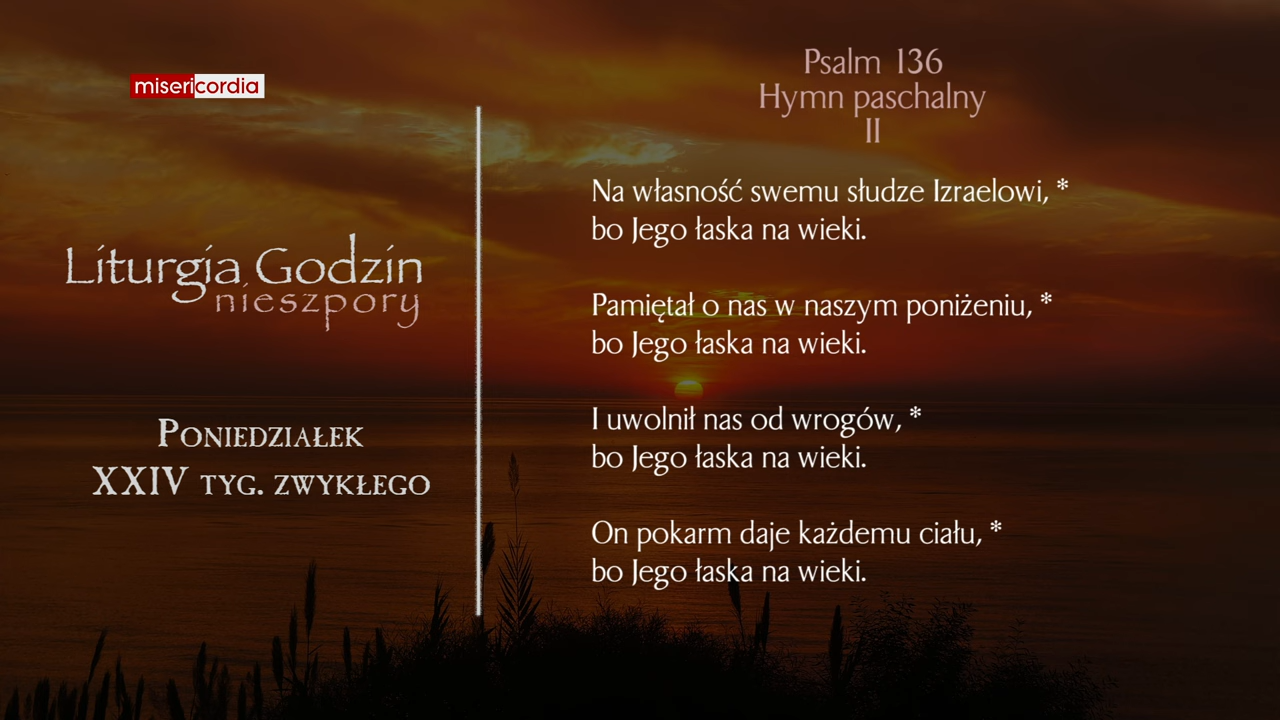 misericordia
Liturgia Godzin
nieszpory
Poniedziałek
XXIV tyg. zwykłego
Psalm 136
Hymn paschalny
II
Na własność swemu słudze Izraelowi, *
bo Jego łaska na wieki.
Pamiętał o nas w naszym poniżeniu, *
bo Jego łaska na wieki.
I uwolnił nas od wrogów, *
bo Jego łaska na wieki.
On pokarm daje każdemu ciału, *
bo Jego łaska na wieki.